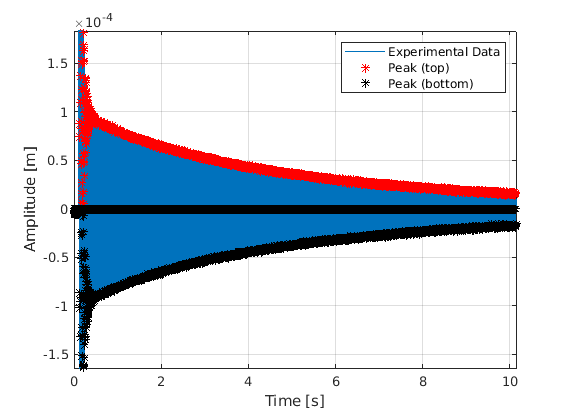 ×10-4
Experimental Data
Peak (top)
Peak (bottom)
1.5
1
0.5
0
-0.5
-1
-1.5
Amplitude [m]
0 2 4 6 8 10
Time [s]